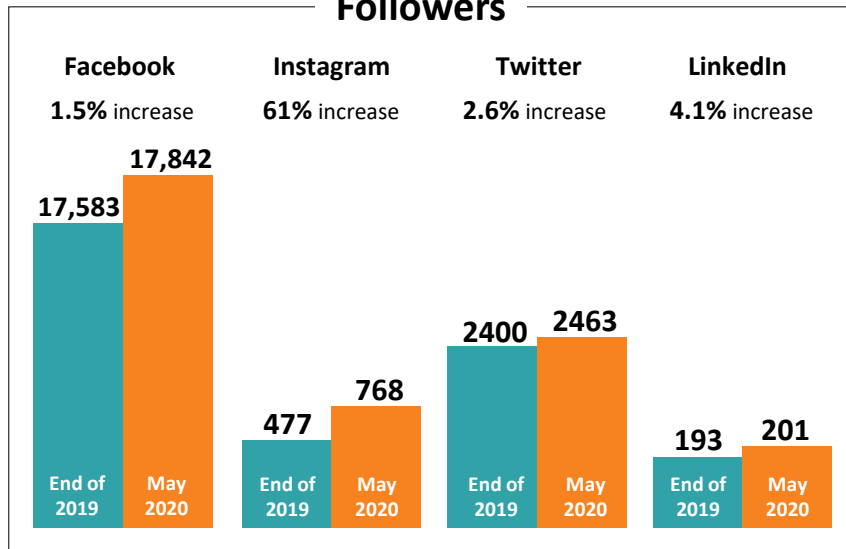 Followers
Facebook
1.5% increase
17,583
17,842
End of
2019
May
2020
Instagram
61% increase
477
768
End of
2019
May
2020
Twitter
2.6% increase
2400
2463
End of
2019
May
2020
LinkedIn
4.1% increase
193
201
End of
2019
May
2020